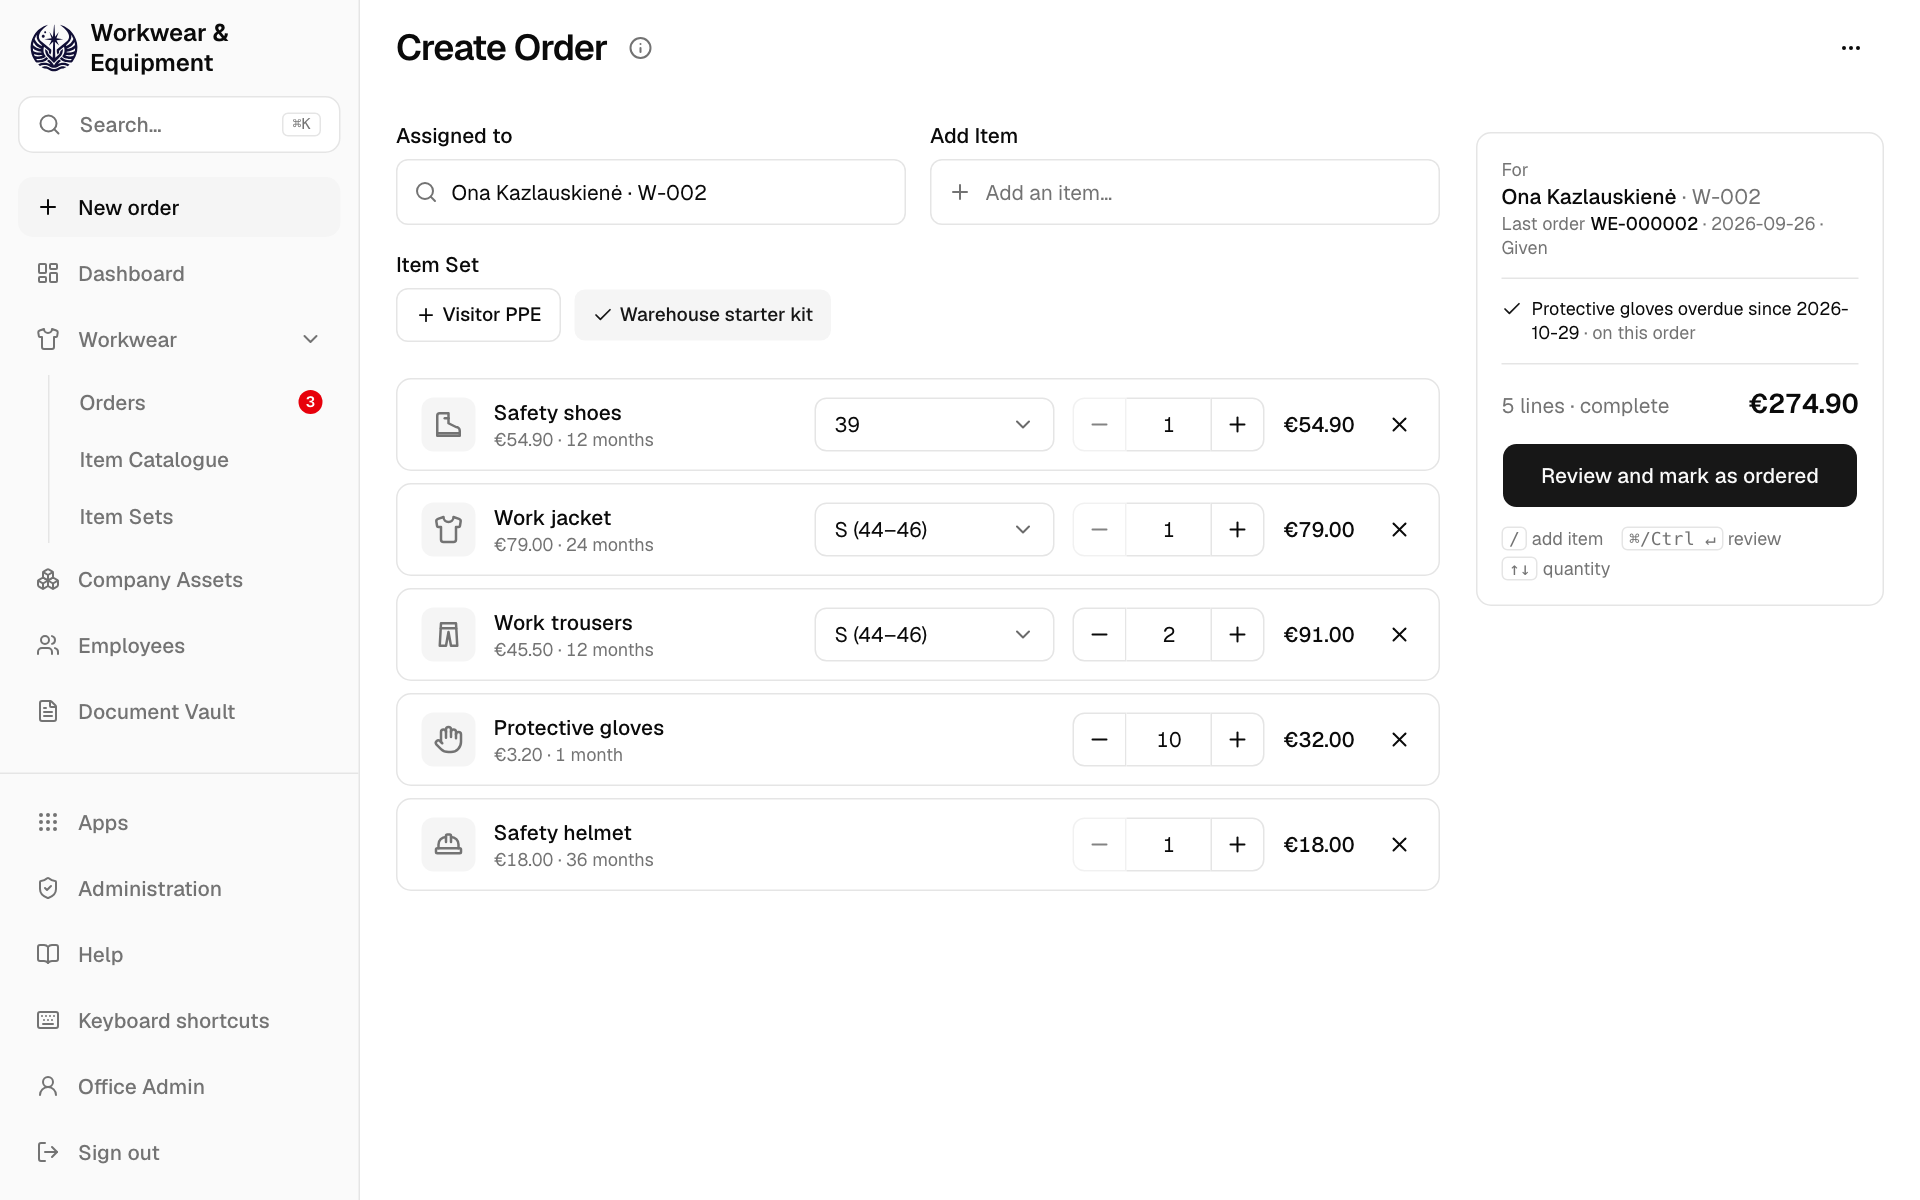 Workwear &
Equipment
Search...
⌘K
New order
Dashboard
Workwear
Orders
3
Item Catalogue
Item Sets
Company Assets
Employees
Document Vault
Apps
Administration
Help
Keyboard shortcuts
Office Admin
Sign out
Create Order
Assigned to
Ona Kazlauskienė · W-002
Add Item
Add an item...
Item Set
Visitor PPE
Warehouse starter kit
Safety shoes
€54.90 · 12 months
39
1
€54.90
Work jacket
€79.00 · 24 months
S (44–46)
1
€79.00
Work trousers
€45.50 · 12 months
S (44–46)
2
€91.00
Protective gloves
€3.20 · 1 month
10
€32.00
Safety helmet
€18.00 · 36 months
1
€18.00
For
Ona Kazlauskienė · W-002
Last order WE-000002 · 2026-09-26 ·
Given
Protective gloves overdue since 2026-
10-29 · on this order
5 lines · complete
€274.90
Review and mark as ordered
/ add item ⌘/Ctrl ↵ review
↑↓ quantity